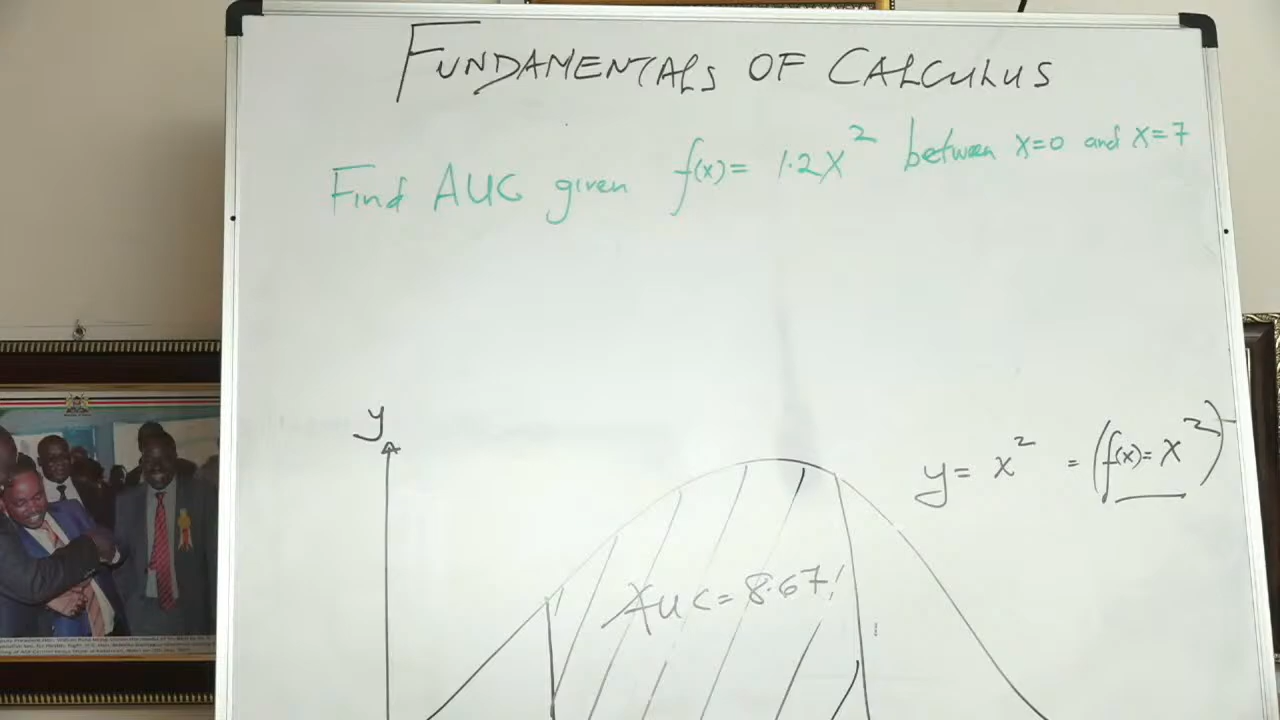 FUNDAMENTALS OF CALCULUS
Find AUC given f(x)= 1.2x² between x=0 and x=7
y
y= x² = (f(x)= x²)
AUC= 8.67!